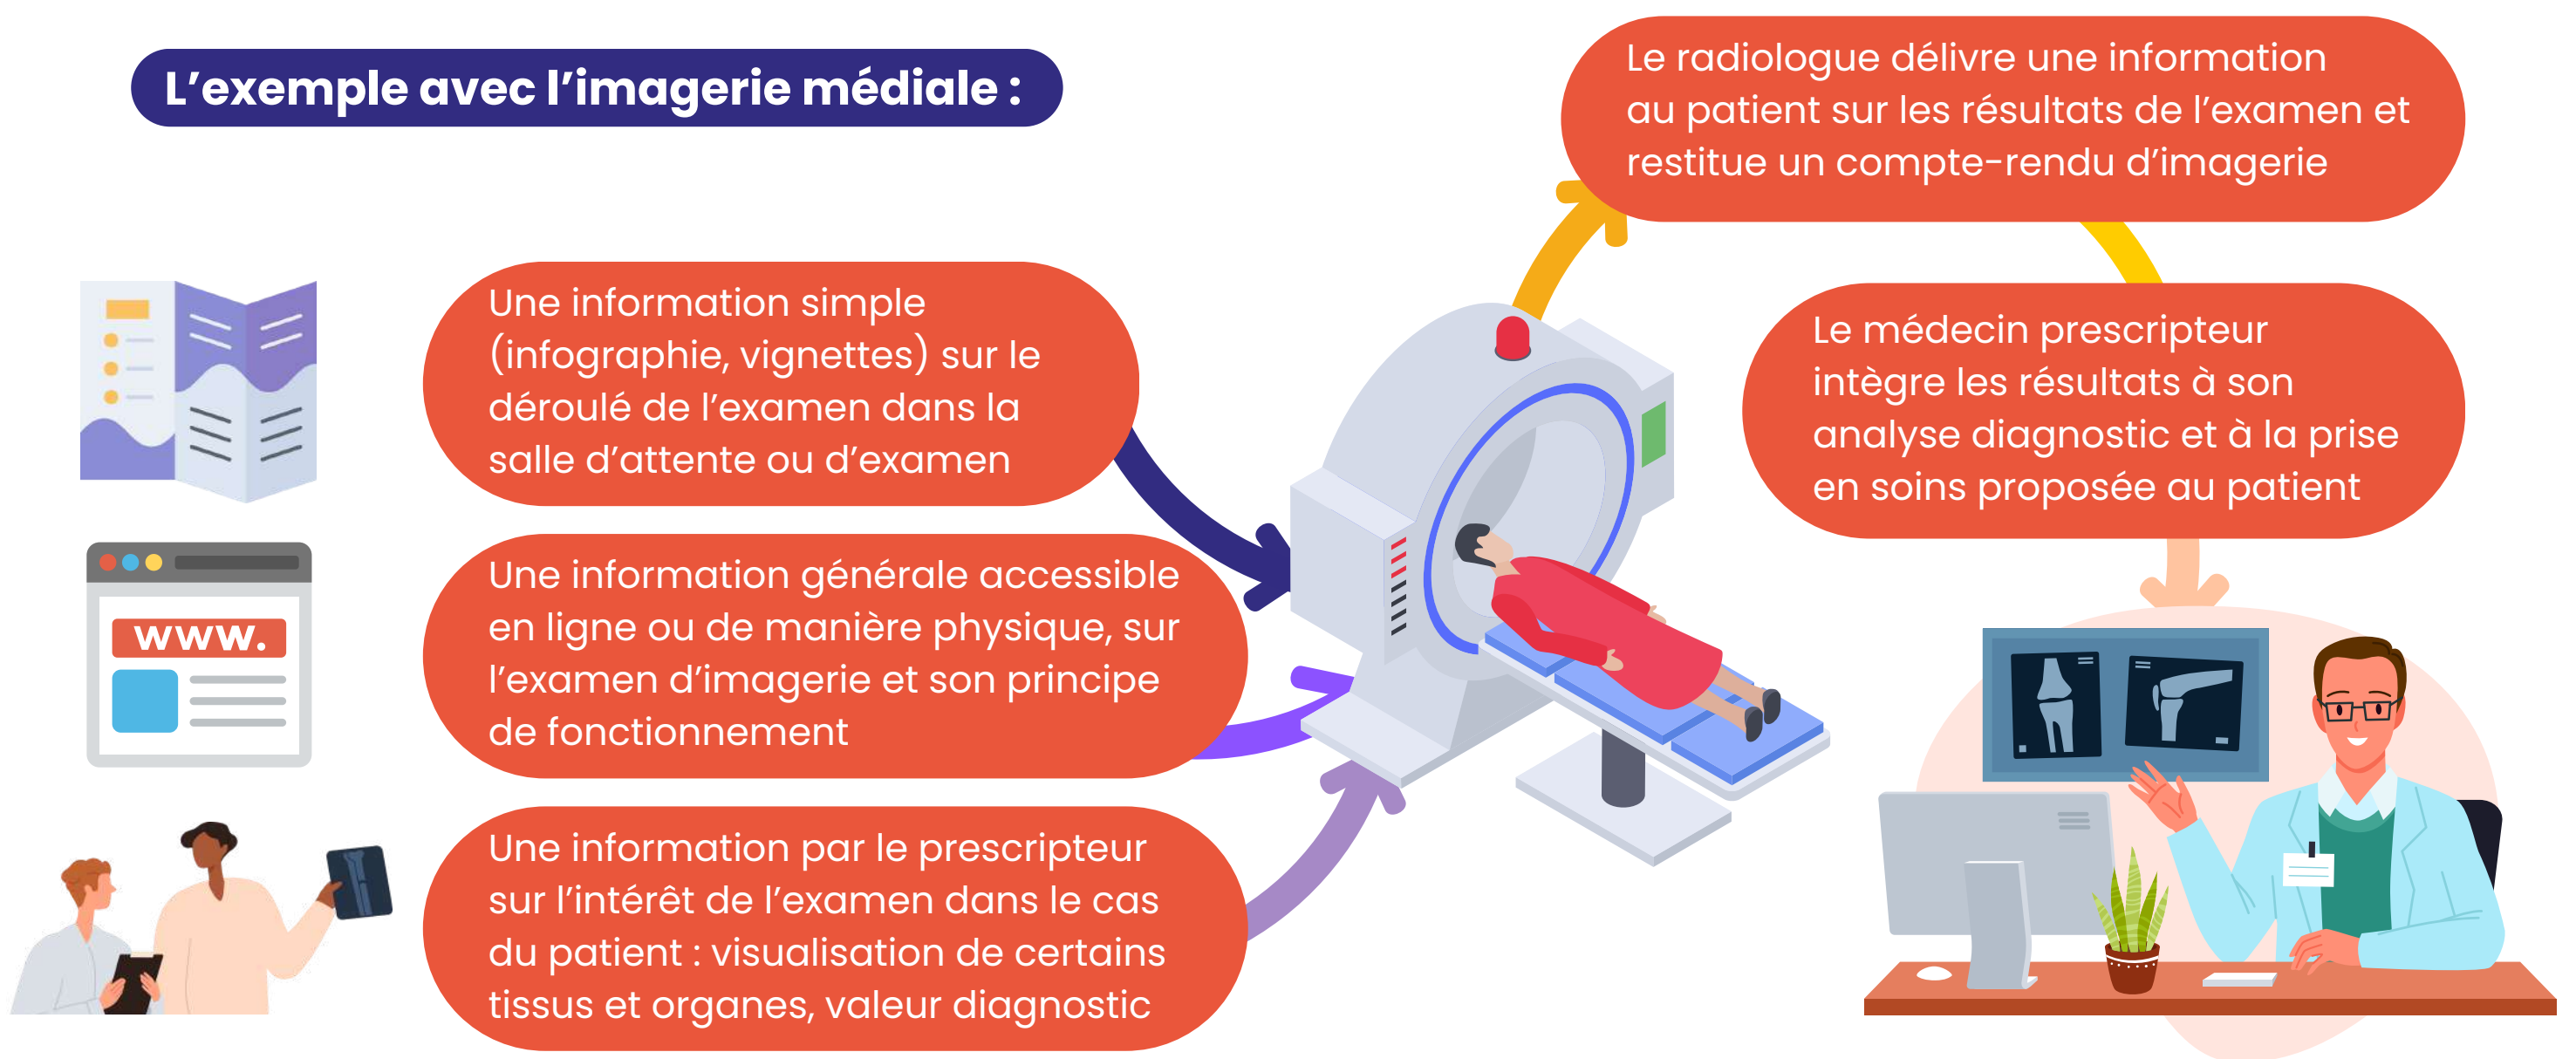 L’exemple avec l’imagerie médiale :
Une information simple
(infographie, vignettes) sur le
déroulé de l’examen dans la
salle d’attente ou d’examen
www.
Une information générale accessible
en ligne ou de manière physique, sur
l’examen d’imagerie et son principe
de fonctionnement
Une information par le prescripteur
sur l’intérêt de l’examen dans le cas
du patient : visualisation de certains
tissus et organes, valeur diagnostic
Le radiologue délivre une information
au patient sur les résultats de l’examen et
restitue un compte-rendu d’imagerie
Le médecin prescripteur
intègre les résultats à son
analyse diagnostic et à la prise
en soins proposée au patient